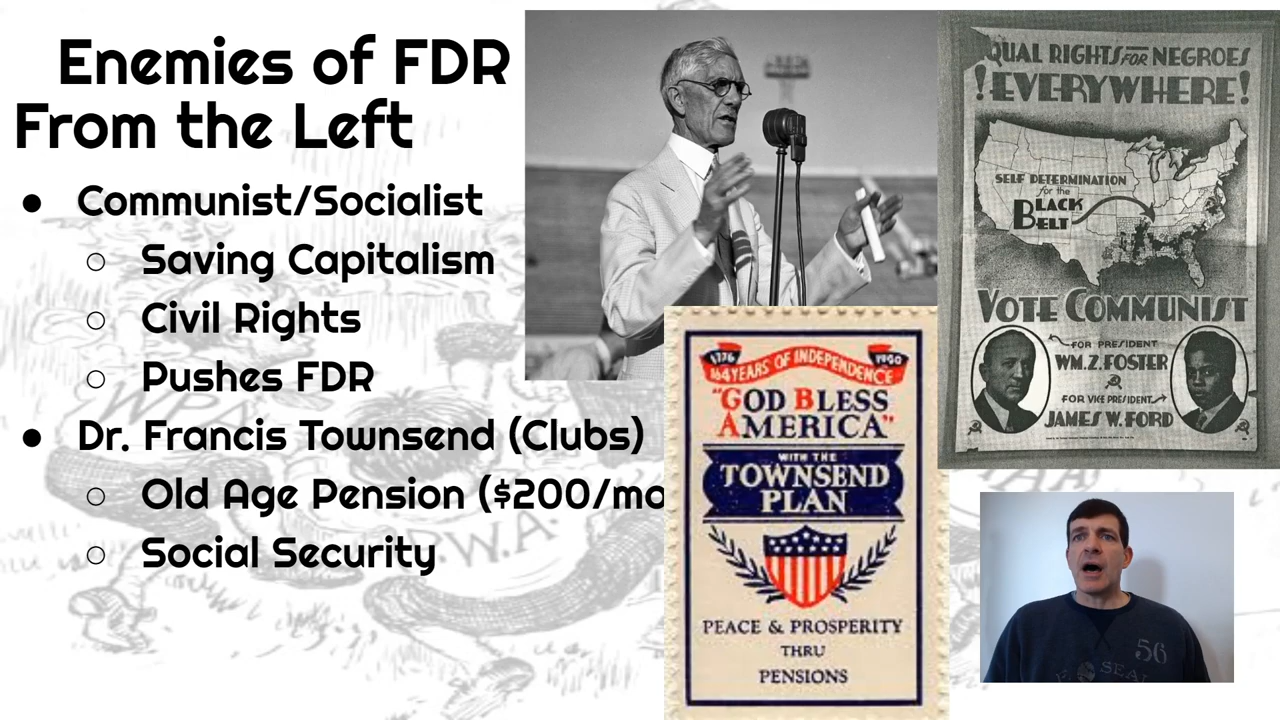 Enemies of FDR
From the Left
● Communist/Socialist
○ Saving Capitalism
○ Civil Rights
○ Pushes FDR
● Dr. Francis Townsend (Clubs)
○ Old Age Pension ($200/mo
○ Social Security
1776 1940
164 YEARS OF INDEPENDENCE
"GOD BLESS
AMERICA"
WITH THE
TOWNSEND
PLAN
PEACE & PROSPERITY
THRU
PENSIONS
QUAL RIGHTS FOR NEGROES
!EVERYWHERE!
SELF DETERMINATION
for the
BLACK
BELT
VOTE COMMUNIST
FOR PRESIDENT
WM. Z. FOSTER
FOR VICE PRESIDENT
JAMES W. FORD
56
W.P.A.